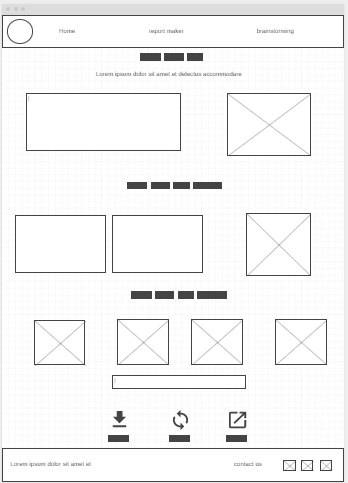 Home report maker brainstorming
Lorem ipsum dolor sit amet et delectus accommodare
Lorem ipsum dolor sit amet et contact us